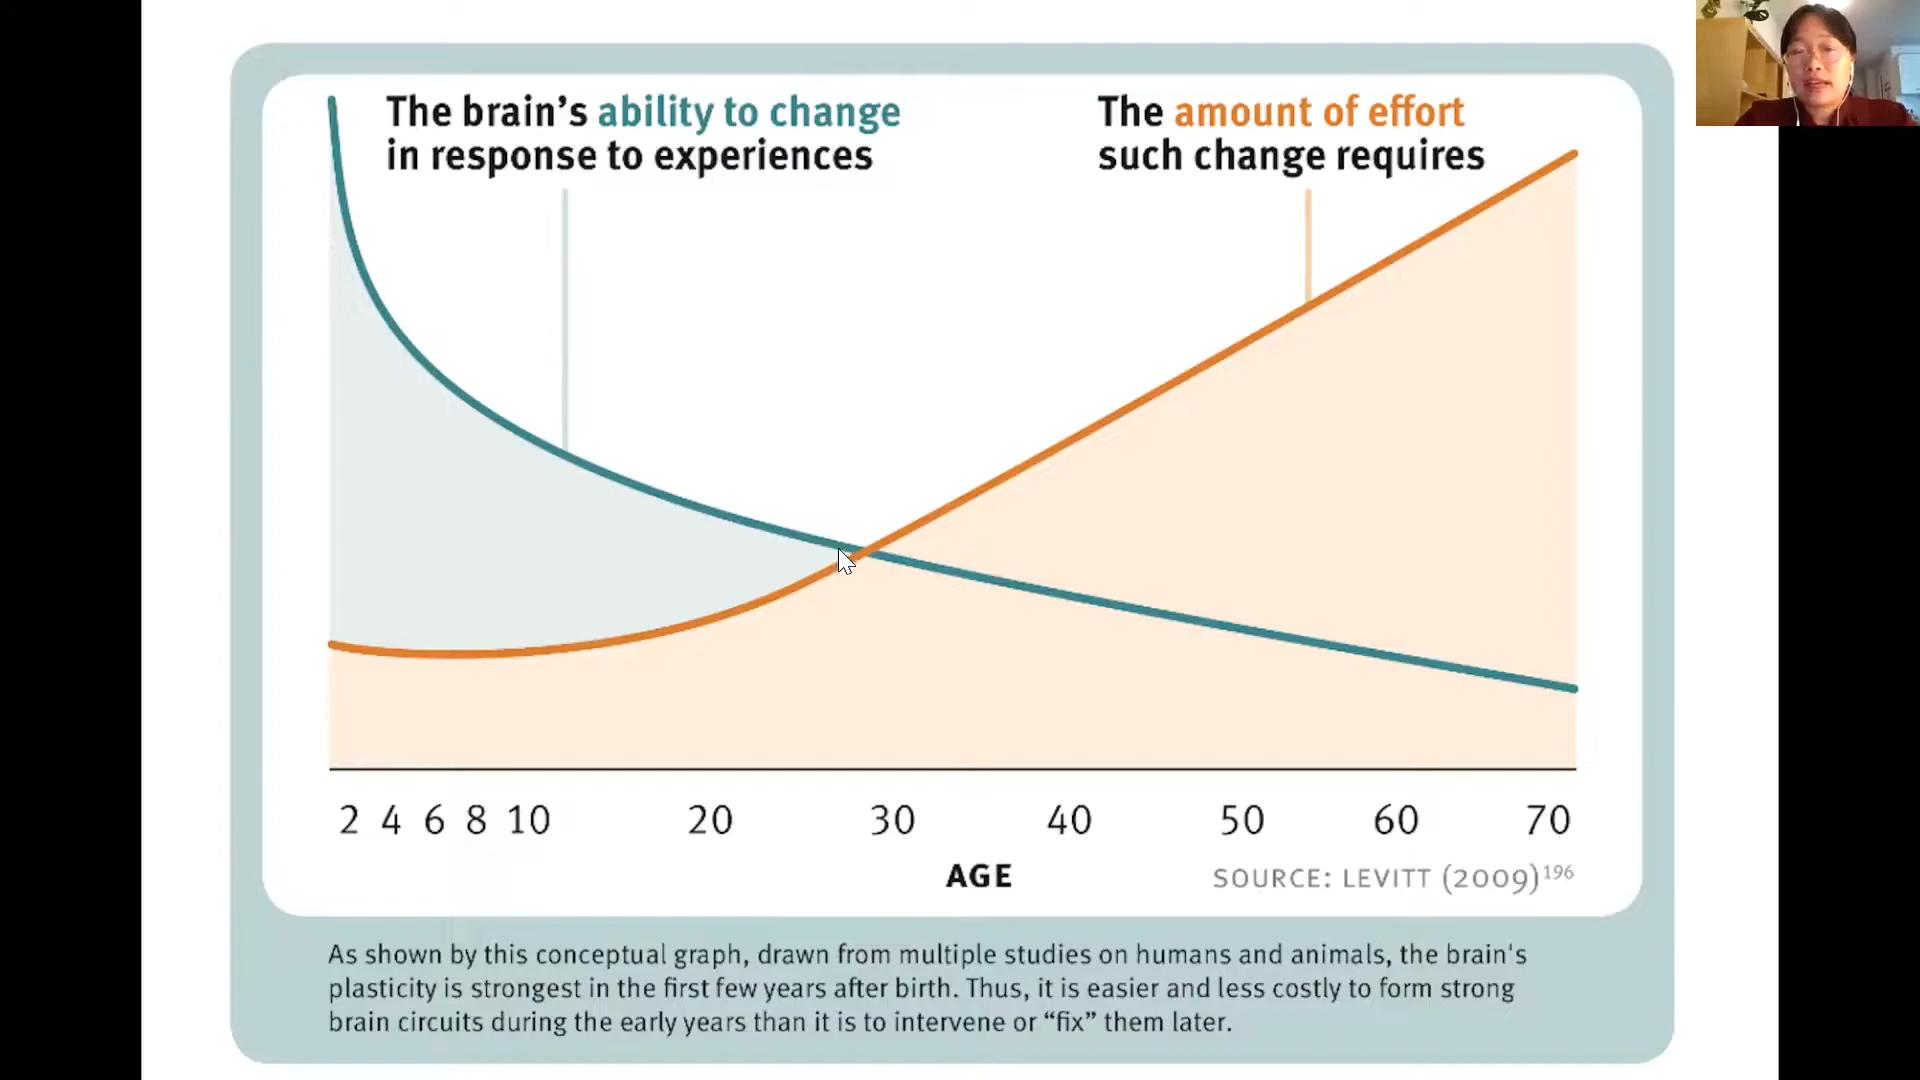 The brain's ability to change
in response to experiences
The amount of effort
such change requires
2 4 6 8 10 20 30 40 50 60 70
AGE
SOURCE: LEVITT (2009)196
As shown by this conceptual graph, drawn from multiple studies on humans and animals, the brain's
plasticity is strongest in the first few years after birth. Thus, it is easier and less costly to form strong
brain circuits during the early years than it is to intervene or “fix” them later.